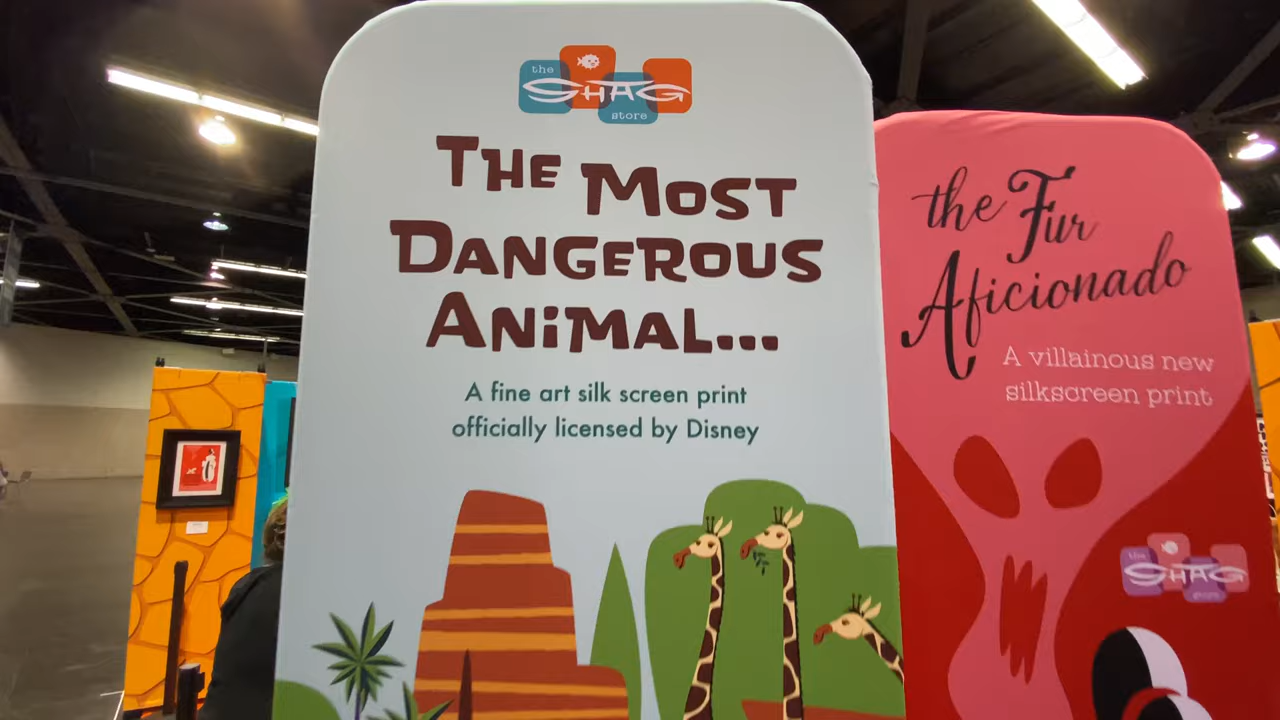 the
SHAG
store
THE MOST
DANGEROUS
ANiMAL...
A fine art silk screen print
officially licensed by Disney
the Fur
Aficionado
A villainous new
silkscreen print
the
SHAG
store